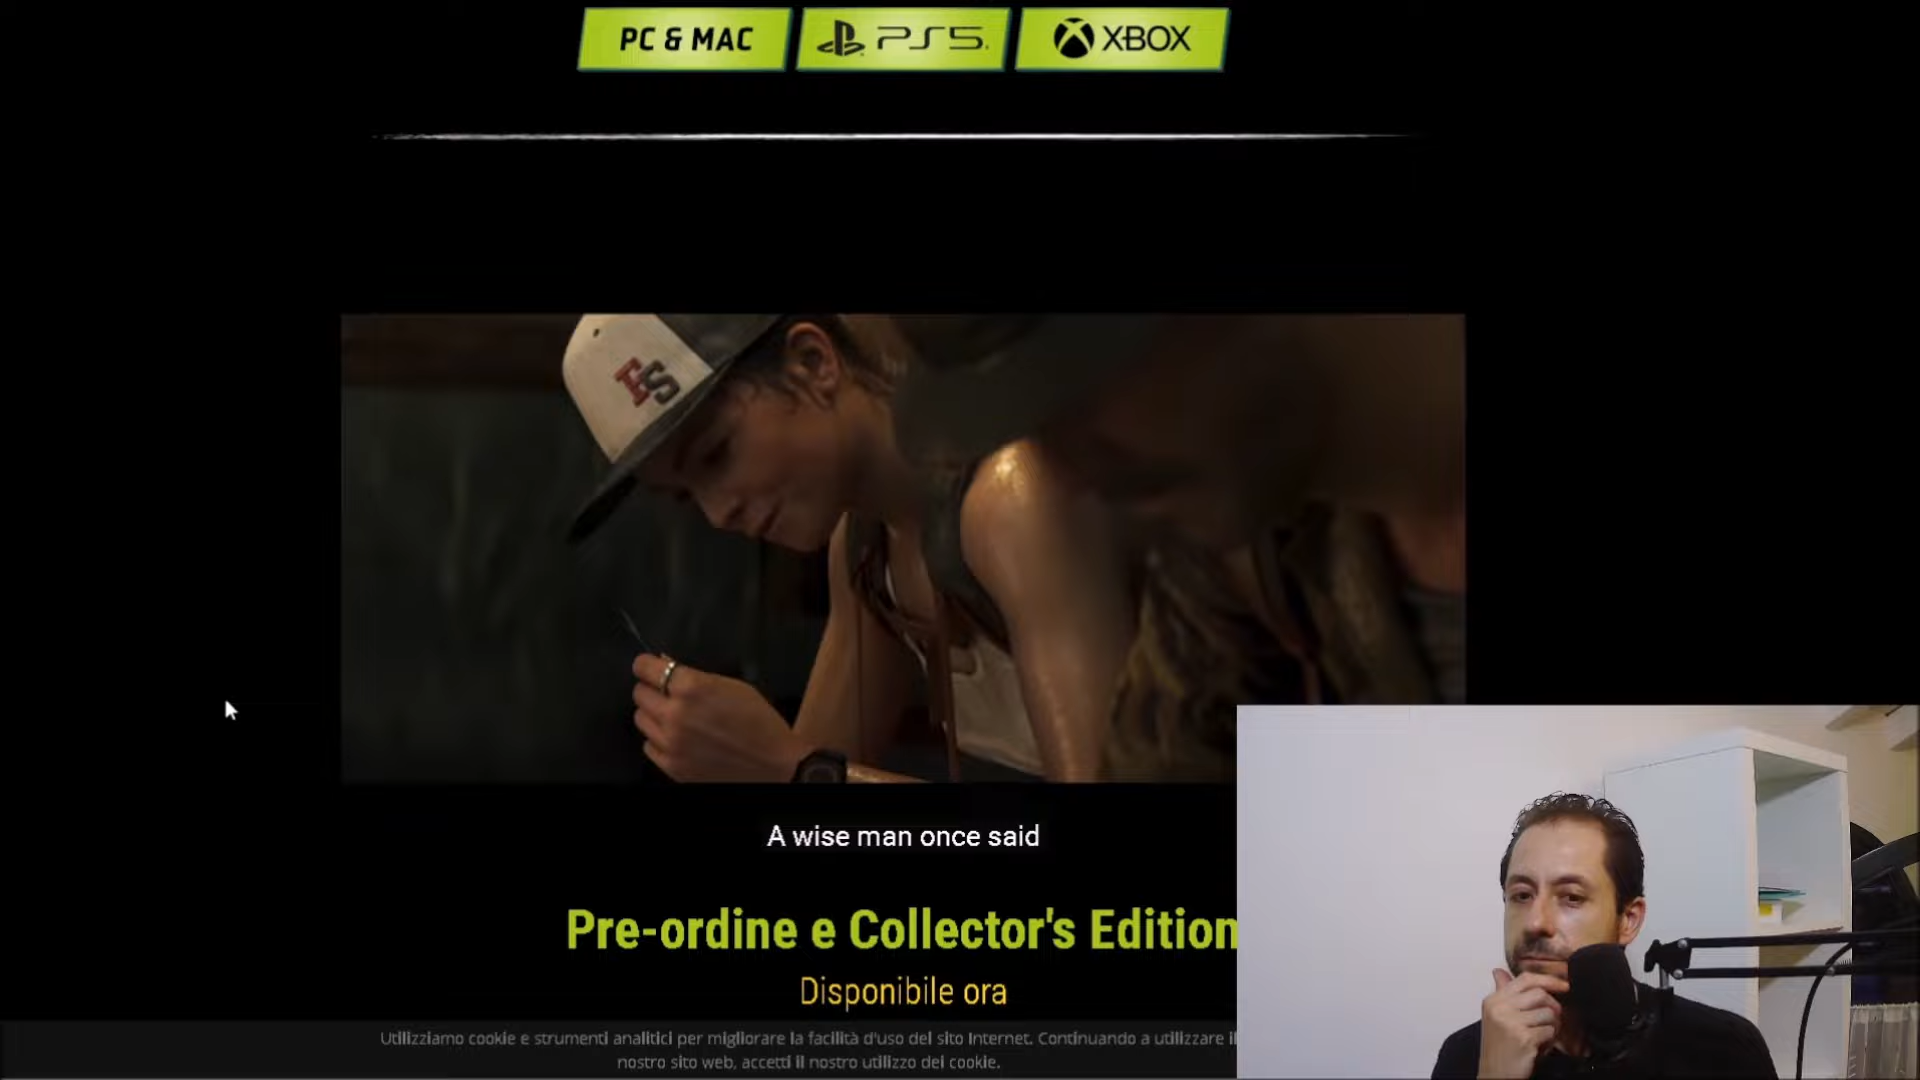 PC & MAC
PS5
XBOX
ES
A wise man once said
Pre-ordine e Collector's Edition
Disponibile ora
Utilizziamo cookie e strumenti analitici per migliorare la facilità d'uso del sito Internet. Continuando a utilizzare il
nostro sito web, accetti il nostro utilizzo dei cookie.